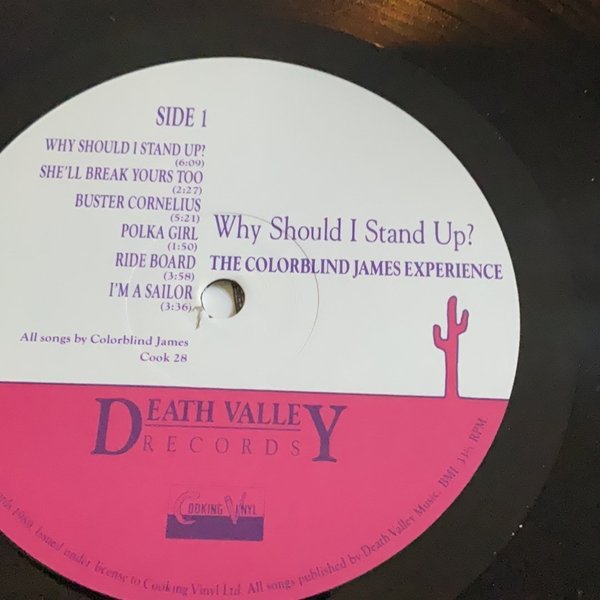 SIDE 1
WHY SHOULD I STAND UP?
(6:09)
SHE'LL BREAK YOURS TOO
(2:27)
BUSTER CORNELIUS
(5:21)
POLKA GIRL
(1:50)
RIDE BOARD
(3:58)
I'M A SAILOR
(3:36)
Why Should I Stand Up?
THE COLORBLIND JAMES EXPERIENCE
All songs by Colorblind James
Cook 28
DEATH VALLEY
RECORDS
COOKING VINYL
Issued under license to Cooking Vinyl Ltd. All songs published by Death Valley Music, BMI RPM